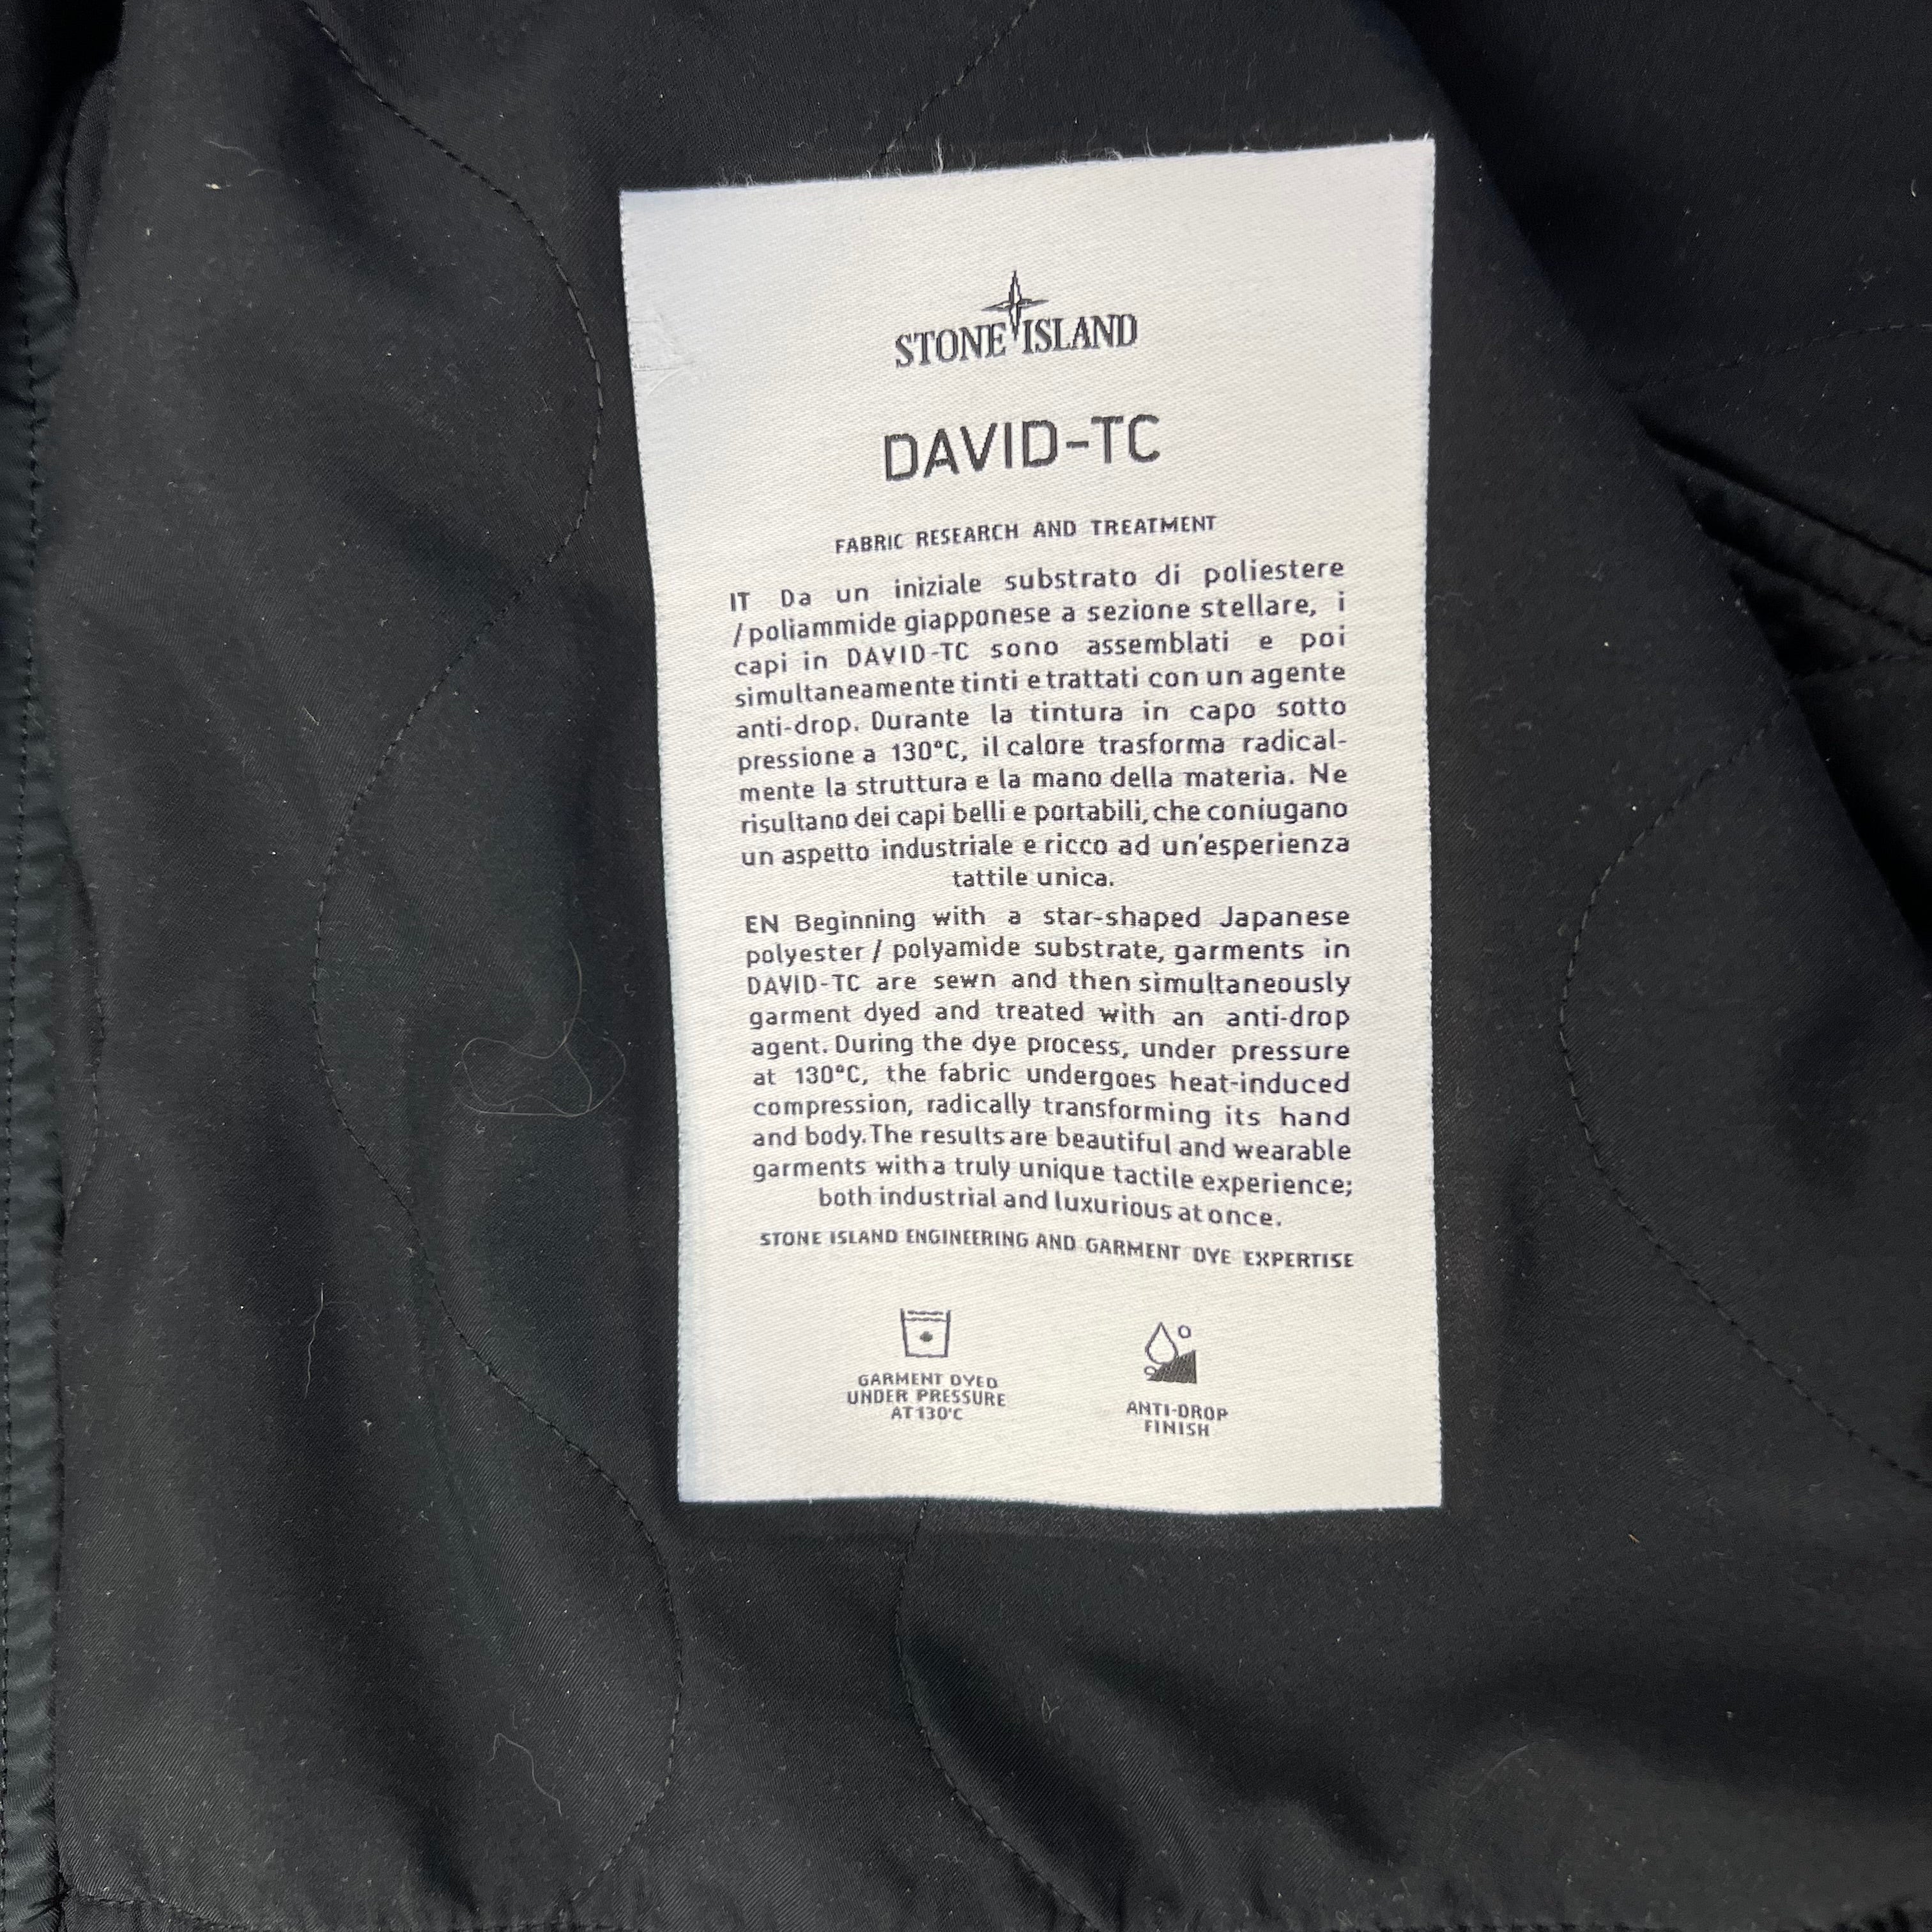 STONE ISLAND
DAVID-TC
FABRIC RESEARCH AND TREATMENT
IT Da un iniziale substrato di poliestere
/ poliammide giapponese a sezione stellare, i
capi in DAVID-TC sono assemblati e poi
simultaneamente tinti e trattati con un agente
anti-drop. Durante la tintura in capo sotto
pressione a 130°C, il calore trasforma radical-
mente la struttura e la mano della materia. Ne
risultano dei capi belli e portabili, che coniugano
un aspetto industriale e ricco ad un'esperienza
tattile unica.
EN Beginning with a star-shaped Japanese
polyester / polyamide substrate, garments in
DAVID-TC are sewn and then simultaneously
garment dyed and treated with an anti-drop
agent. During the dye process, under pressure
at 130°C, the fabric undergoes heat-induced
compression, radically transforming its hand
and body. The results are beautiful and wearable
garments with a truly unique tactile experience;
both industrial and luxurious at once.
STONE ISLAND ENGINEERING AND GARMENT DYE EXPERTISE
GARMENT DYED
UNDER PRESSURE
AT 130°C
ANTI-DROP
FINISH